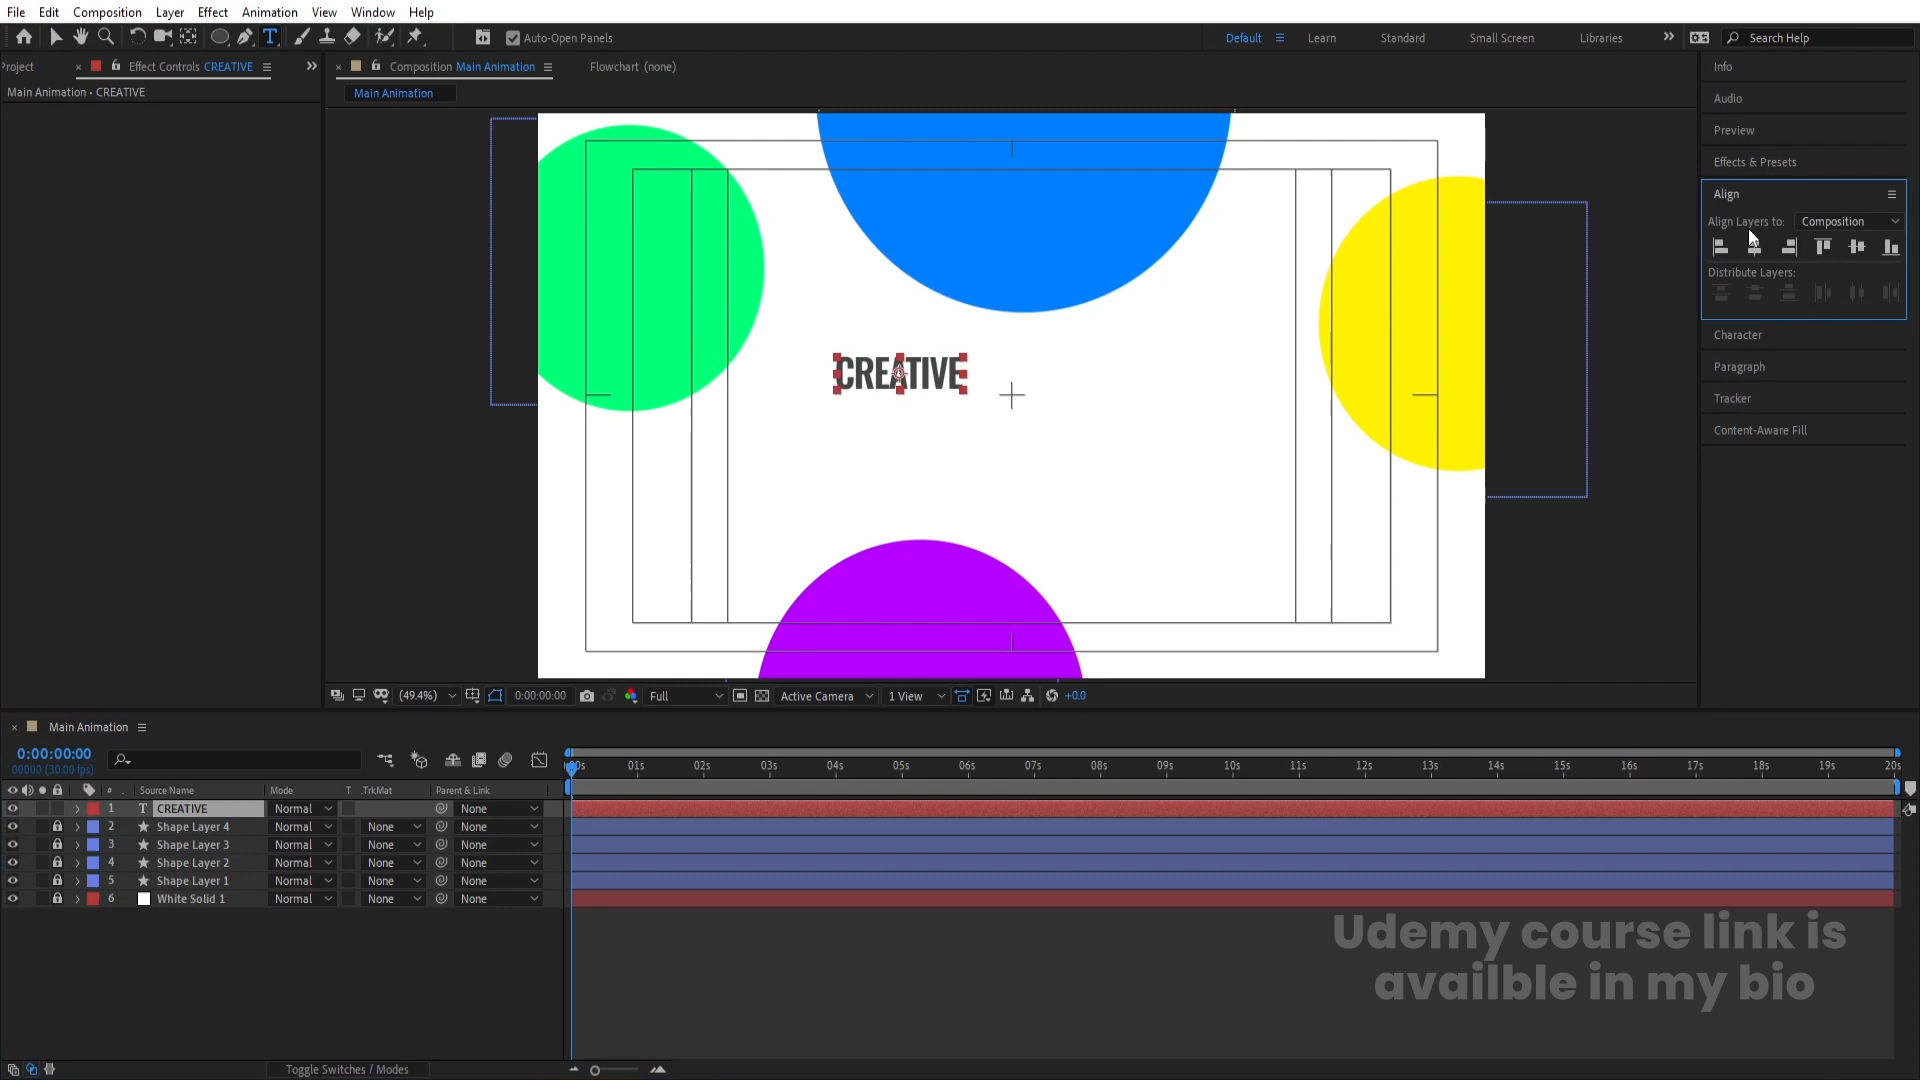 File Edit Composition Layer Effect Animation View Window Help
Auto-Open Panels
Default Learn Standard Small Screen Libraries Search Help
roject Effect Controls CREATIVE
Main Animation • CREATIVE
Composition Main Animation Flowchart (none)
Main Animation
CREATIVE
Info
Audio
Preview
Effects & Presets
Align
Align Layers to: Composition
Distribute Layers:
Character
Paragraph
Tracker
Content-Aware Fill
(49.4%) 0:00:00:00 Full Active Camera 1 View +0.0
Main Animation
0:00:00:00
00000 (30.00 fps)
00s 01s 02s 03s 04s 05s 06s 07s 08s 09s 10s 11s 12s 13s 14s 15s 16s 17s 18s 19s 20s
# Source Name Mode T .TrkMat Parent & Link
1 T CREATIVE Normal None
2 Shape Layer 4 Normal None None
3 Shape Layer 3 Normal None None
4 Shape Layer 2 Normal None None
5 Shape Layer 1 Normal None None
6 White Solid 1 Normal None None
Udemy course link is
availble in my bio
Toggle Switches / Modes